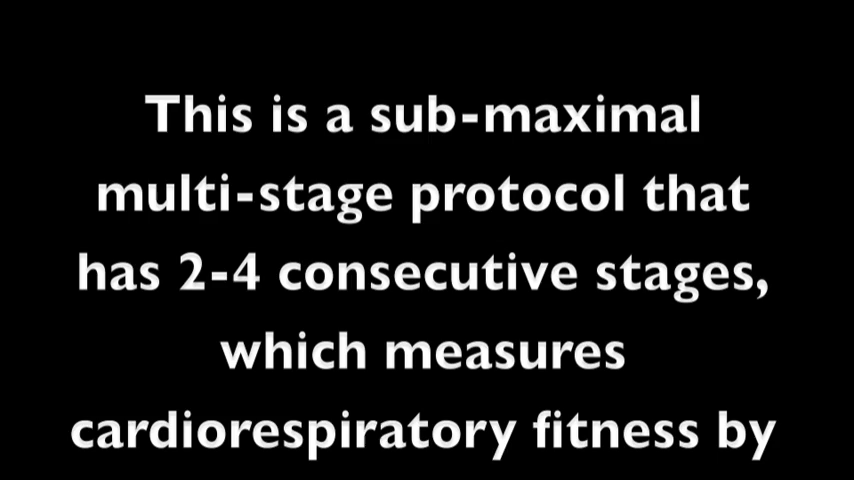 This is a sub-maximal
multi-stage protocol that
has 2-4 consecutive stages,
which measures
cardiorespiratory fitness by